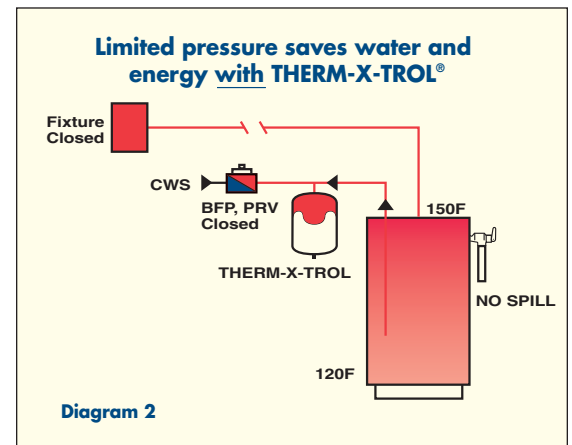 Limited pressure saves water and
energy with THERM-X-TROL®
Fixture
Closed
CWS
BFP, PRV
Closed
THERM-X-TROL
150F
NO SPILL
120F
Diagram 2